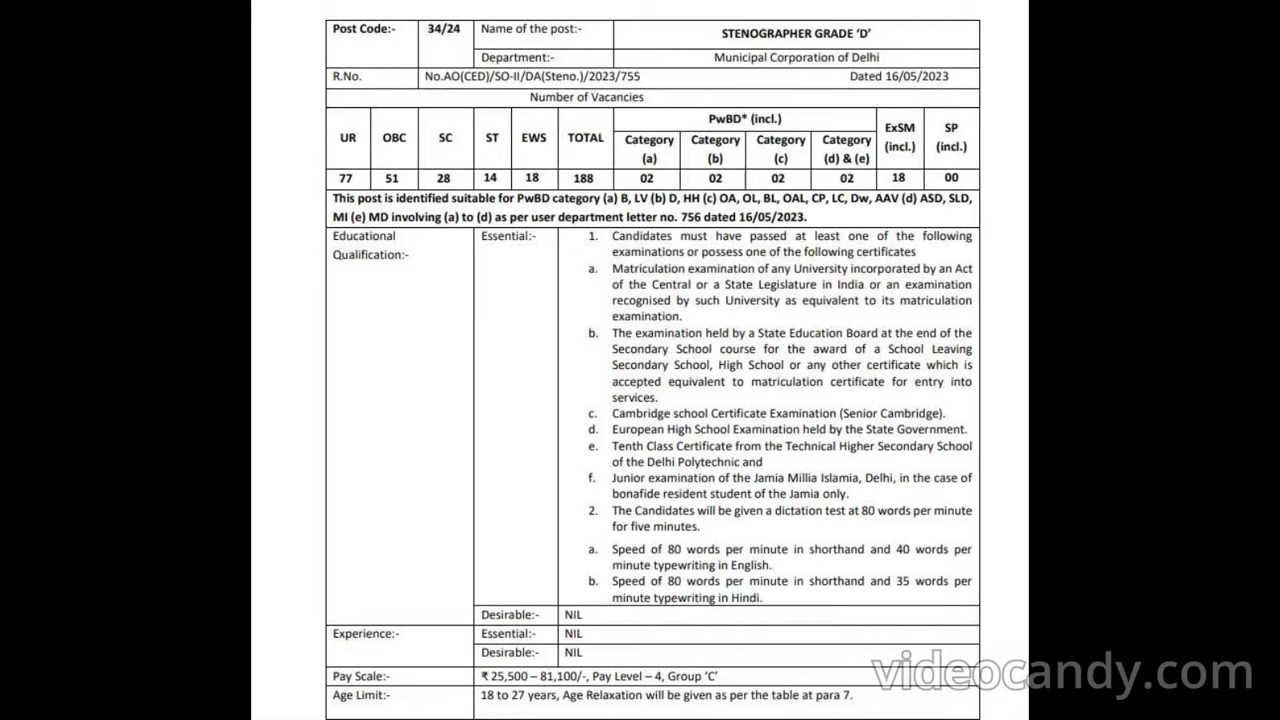 Post Code:- 34/24 Name of the post:- STENOGRAPHER GRADE ‘D’
Department:- Municipal Corporation of Delhi
R.No. No.AO(CED)/SO-II/DA(Steno.)/2023/755 Dated 16/05/2023
Number of Vacancies
UR OBC SC ST EWS TOTAL PwBD* (incl.) ExSM (incl.) SP (incl.)
Category (a) Category (b) Category (c) Category (d) & (e)
77 51 28 14 18 188 02 02 02 02 18 00
This post is identified suitable for PwBD category (a) B, LV (b) D, HH (c) OA, OL, BL, OAL, CP, LC, Dw, AAV (d) ASD, SLD,
MI (e) MD involving (a) to (d) as per user department letter no. 756 dated 16/05/2023.
Educational Qualification:- Essential:- 1. Candidates must have passed at least one of the following
examinations or possess one of the following certificates
a. Matriculation examination of any University incorporated by an Act
of the Central or a State Legislature in India or an examination
recognised by such University as equivalent to its matriculation
examination.
b. The examination held by a State Education Board at the end of the
Secondary School course for the award of a School Leaving
Secondary School, High School or any other certificate which is
accepted equivalent to matriculation certificate for entry into
services.
c. Cambridge school Certificate Examination (Senior Cambridge).
d. European High School Examination held by the State Government.
e. Tenth Class Certificate from the Technical Higher Secondary School
of the Delhi Polytechnic and
f. Junior examination of the Jamia Millia Islamia, Delhi, in the case of
bonafide resident student of the Jamia only.
2. The Candidates will be given a dictation test at 80 words per minute
for five minutes.
a. Speed of 80 words per minute in shorthand and 40 words per
minute typewriting in English.
b. Speed of 80 words per minute in shorthand and 35 words per
minute typewriting in Hindi.
Desirable:- NIL
Experience:- Essential:- NIL
Desirable:- NIL
Pay Scale:- ₹ 25,500 – 81,100/-, Pay Level – 4, Group ‘C’
Age Limit:- 18 to 27 years, Age Relaxation will be given as per the table at para 7.
videocandy.com